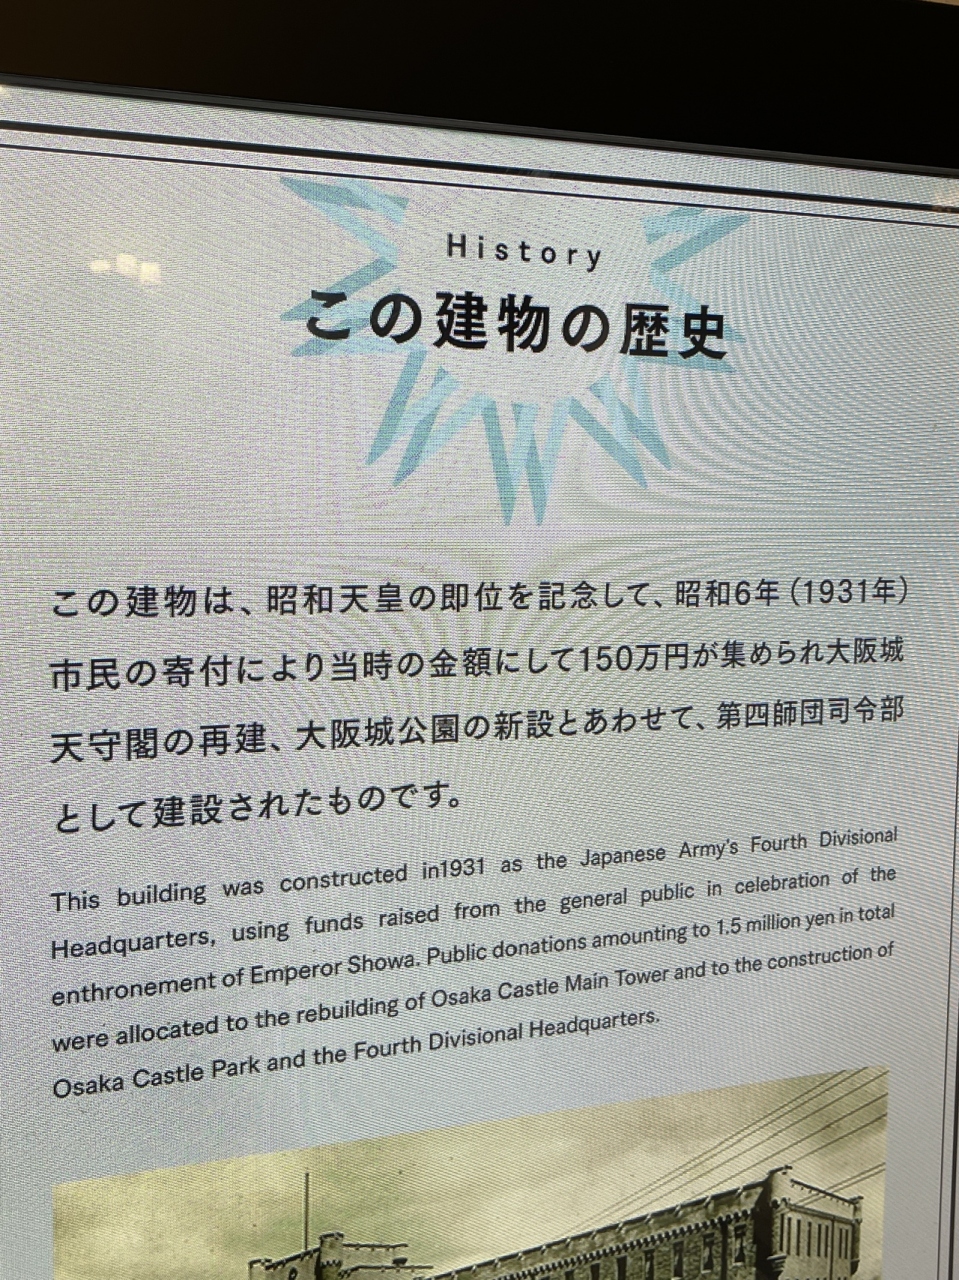 History
この建物の歴史
この建物は、昭和天皇の即位を記念して、昭和6年（1931年）
市民の寄付により当時の金額にして150万円が集められ大阪城
天守閣の再建、大阪城公園の新設とあわせて、第四師団司令部
として建設されたものです。
This building was constructed in1931 as the Japanese Army's Fourth Divisional
Headquarters, using funds raised from the general public in celebration of the
enthronement of Emperor Showa. Public donations amounting to 1.5 million yen in total
were allocated to the rebuilding of Osaka Castle Main Tower and to the construction of
Osaka Castle Park and the Fourth Divisional Headquarters.